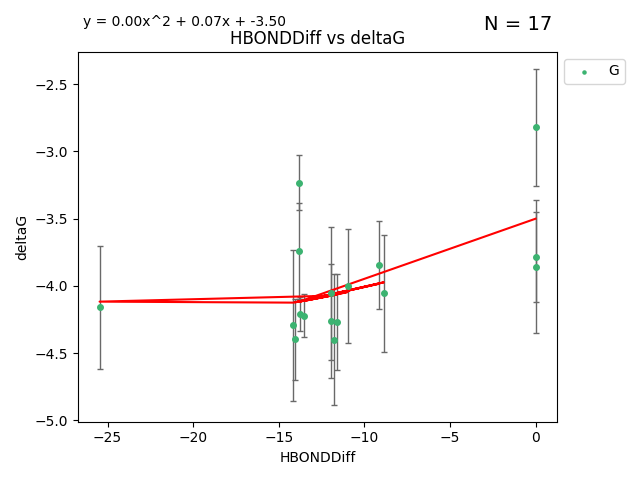 y = 0.00x^2 + 0.07x + -3.50
N = 17
HBONDDiff vs deltaG
G
deltaG
−2.5
−3.0
−3.5
−4.0
−4.5
−5.0
−25
−20
−15
−10
−5
0
HBONDDiff